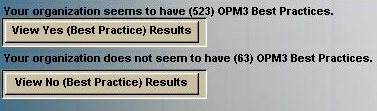 Your organization seems to have (523) OPM3 Best Practices.
View Yes (Best Practice) Results
Your organization does not seem to have (63) OPM3 Best Practices.
View No (Best Practice) Results